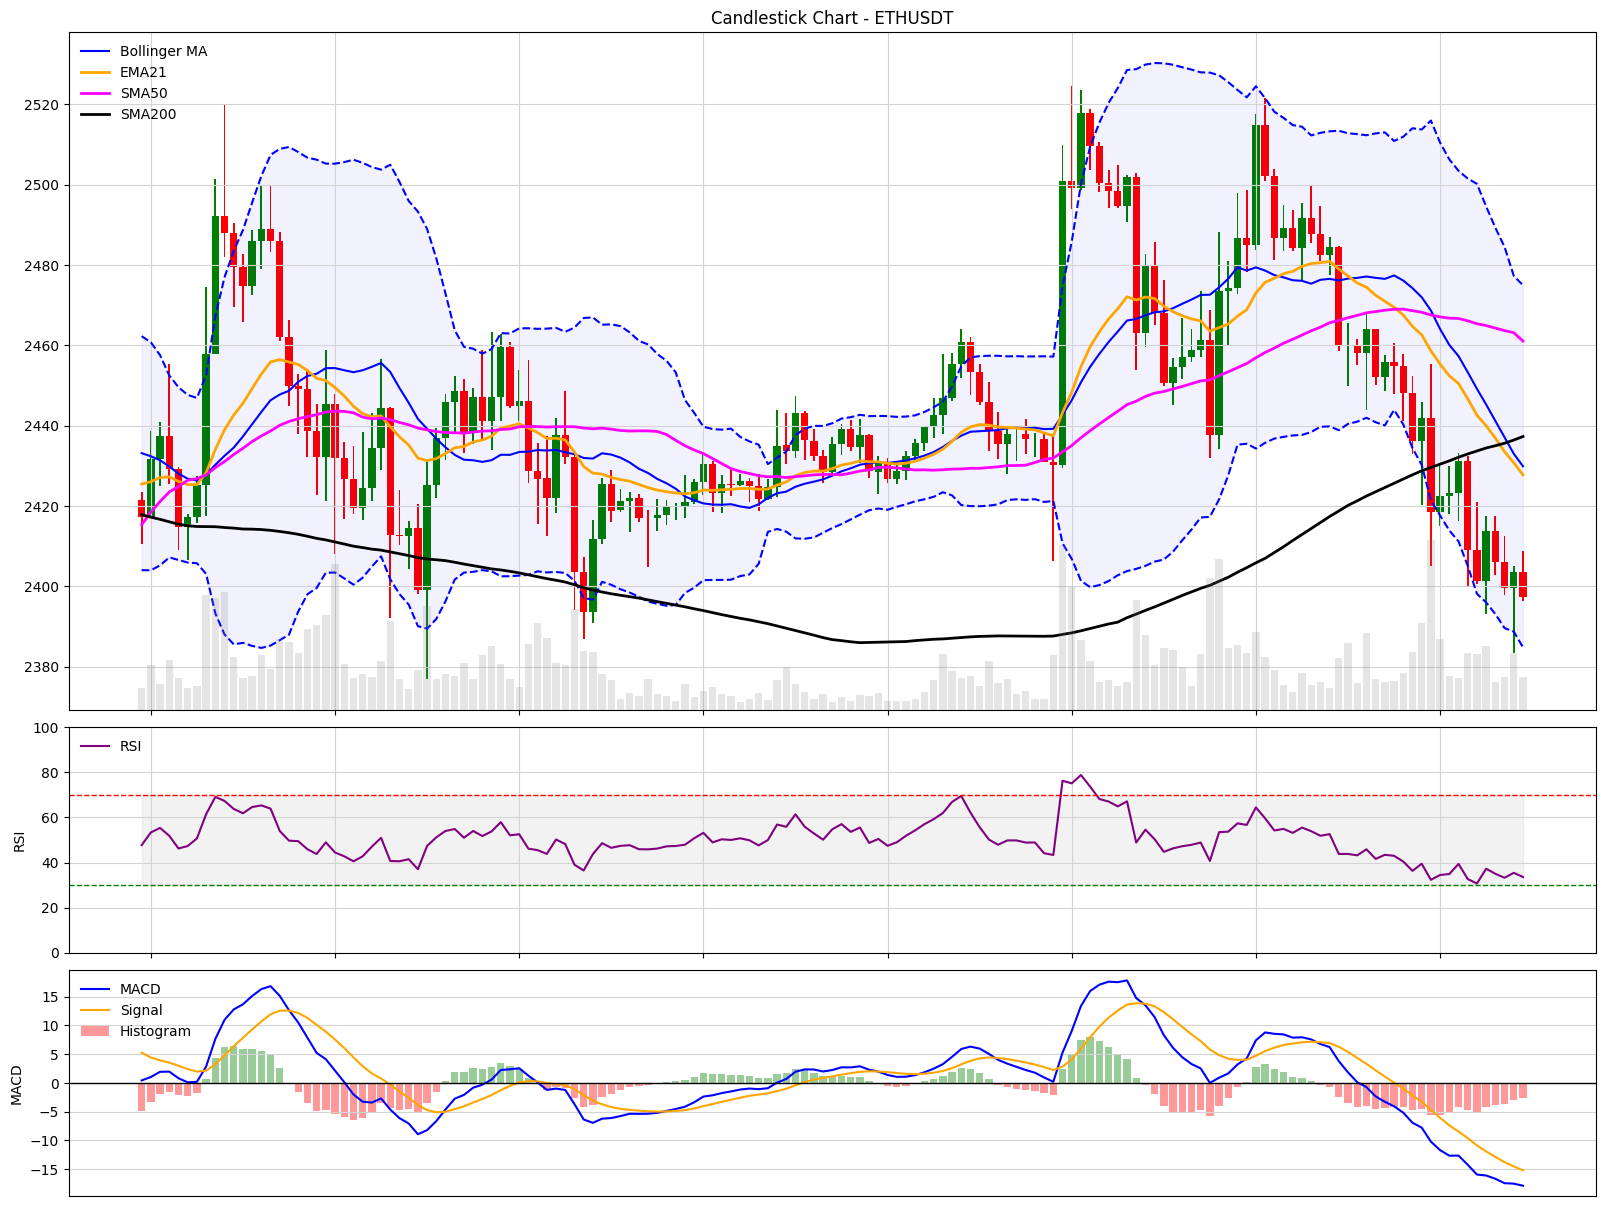 Candlestick Chart - ETHUSDT
Bollinger MA
EMA21
SMA50
SMA200
2520
2500
2480
2460
2440
2420
2400
2380
RSI
RSI
100
80
60
40
20
0
MACD
Signal
Histogram
MACD
15
10
5
0
−5
−10
−15